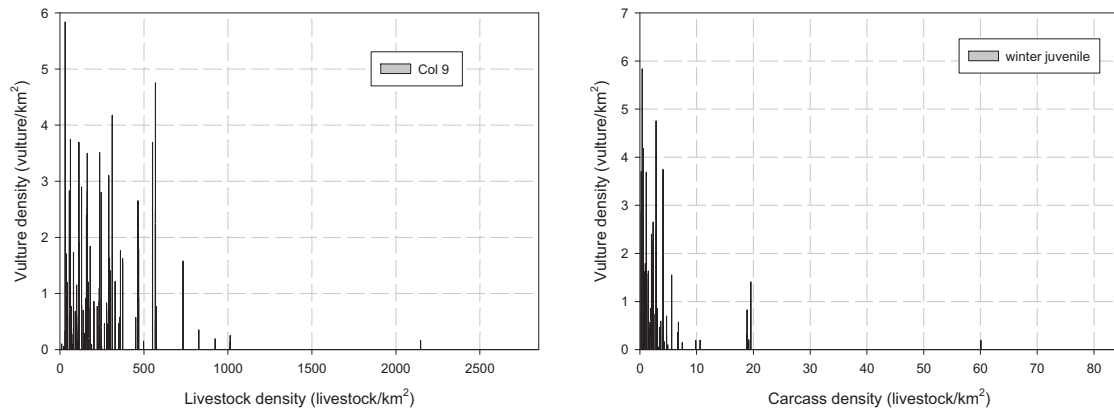 6
5
4
3
2
1
0
Vulture density (vulture/km²)
Col 9
0 500 1000 1500 2000 2500
Livestock density (livestock/km²)
7
6
5
4
3
2
1
0
Vulture density (vulture/km²)
winter juvenile
0 10 20 30 40 50 60 70 80
Carcass density (livestock/km²)